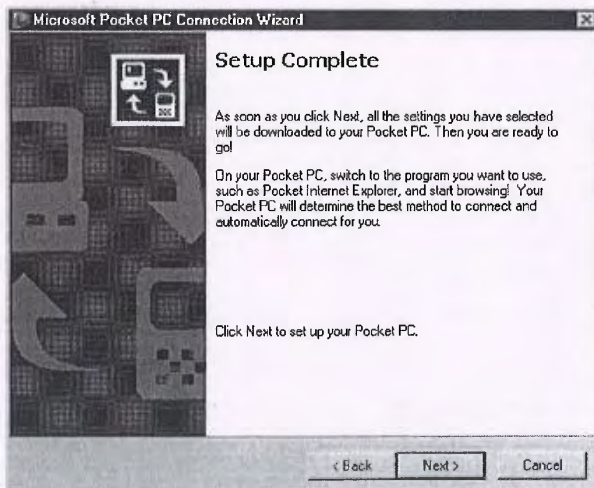 Microsoft Pocket PC Connection Wizard
Setup Complete
As soon as you click Next, all the settings you have selected
will be downloaded to your Pocket PC. Then you are ready to
go!
On your Pocket PC, switch to the program you want to use,
such as Pocket Internet Explorer, and start browsing! Your
Pocket PC will determine the best method to connect and
automatically connect for you.
Click Next to set up your Pocket PC.
< Back Next > Cancel